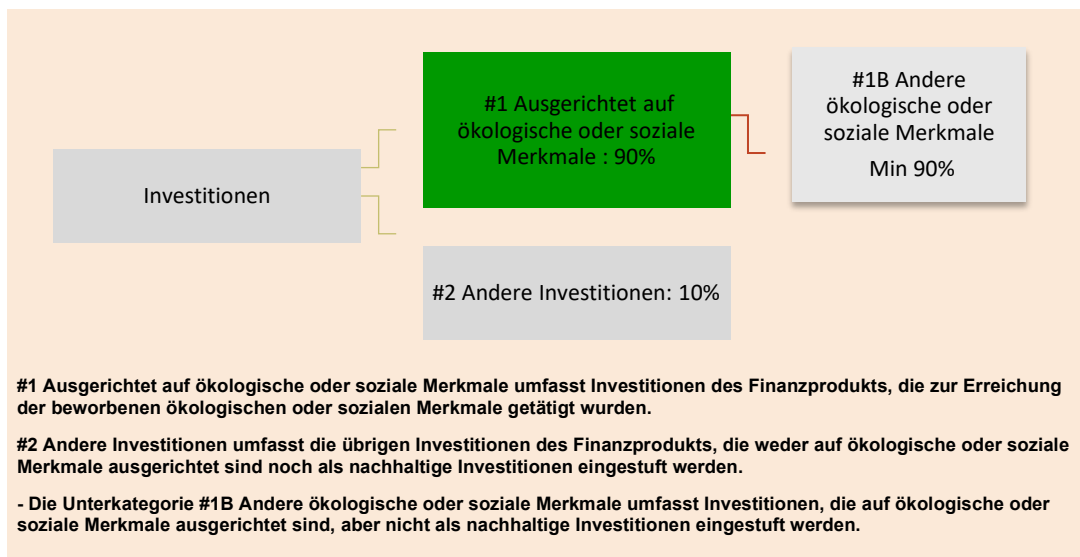 Investitionen
#1 Ausgerichtet auf
ökologische oder soziale
Merkmale : 90%
#1B Andere
ökologische oder
soziale Merkmale
Min 90%
#2 Andere Investitionen: 10%
#1 Ausgerichtet auf ökologische oder soziale Merkmale umfasst Investitionen des Finanzprodukts, die zur Erreichung
der beworbenen ökologischen oder sozialen Merkmale getätigt wurden.
#2 Andere Investitionen umfasst die übrigen Investitionen des Finanzprodukts, die weder auf ökologische oder soziale
Merkmale ausgerichtet sind noch als nachhaltige Investitionen eingestuft werden.
- Die Unterkategorie #1B Andere ökologische oder soziale Merkmale umfasst Investitionen, die auf ökologische oder
soziale Merkmale ausgerichtet sind, aber nicht als nachhaltige Investitionen eingestuft werden.